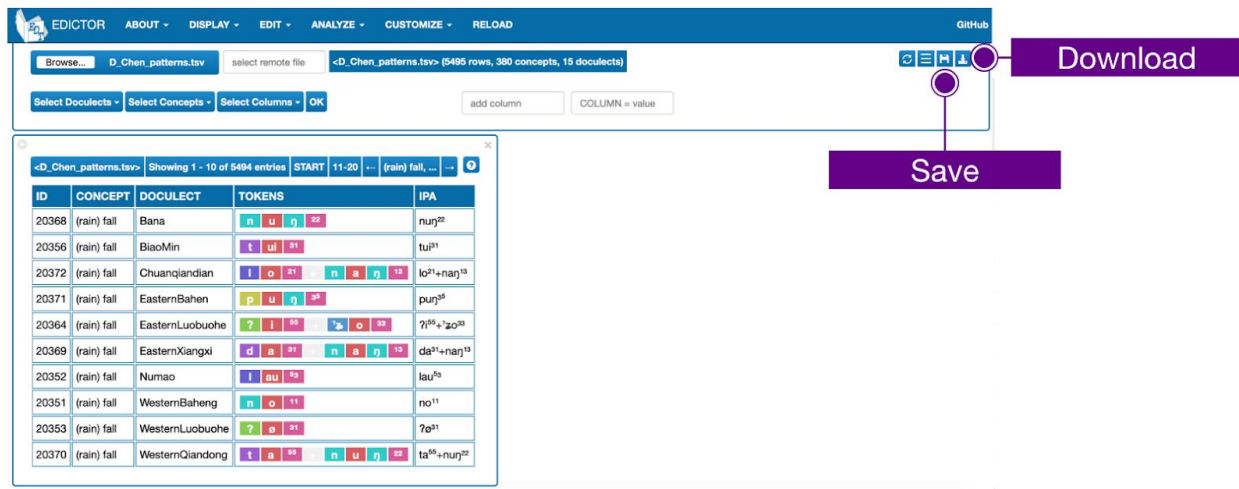 EDICTOR ABOUT DISPLAY EDIT ANALYZE CUSTOMIZE RELOAD GitHub
Browse... D_Chen_patterns.tsv select remote file <D_Chen_patterns.tsv> (5495 rows, 380 concepts, 15 doculects)
Download
Select Doculects Select Concepts Select Columns OK add column COLUMN = value
Save
<D_Chen_patterns.tsv> Showing 1 - 10 of 5494 entries START 11-20 ← (rain) fall, ... → ?
ID CONCEPT DOCULECT TOKENS IPA
20368 (rain) fall Bana n u ŋ ²² nuŋ²²
20356 (rain) fall BiaoMin t ui ³¹ tui³¹
20372 (rain) fall Chuanqiandian l o ²¹ + n a ŋ ¹³ lo²¹+naŋ¹³
20371 (rain) fall EasternBahen p u ŋ ³⁵ puŋ³⁵
20364 (rain) fall EasternLuobuohe ʔ i ⁵⁵ + ˀʑ o ³³ ʔi⁵⁵+ˀʑo³³
20369 (rain) fall EasternXiangxi d a ³¹ + n a ŋ ¹³ da³¹+naŋ¹³
20352 (rain) fall Numao l au ⁵³ lau⁵³
20351 (rain) fall WesternBaheng n o ¹¹ no¹¹
20353 (rain) fall WesternLuobuohe ʔ ø ³¹ ʔø³¹
20370 (rain) fall WesternQiandong t a ⁵⁵ + n u ŋ ²² ta⁵⁵+nuŋ²²